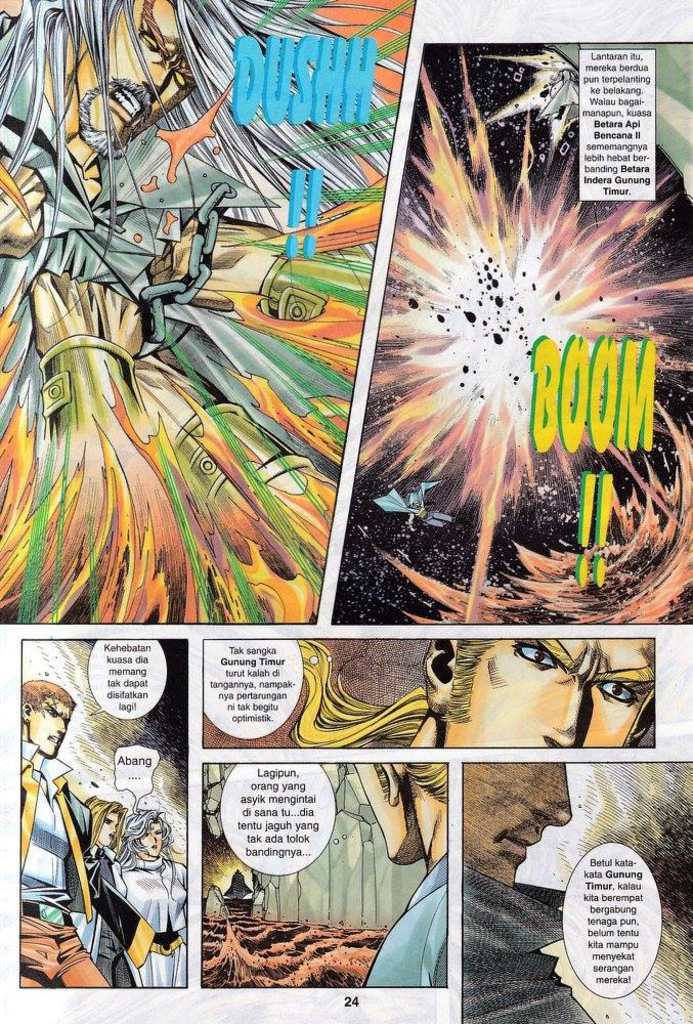 DUSHH
!!
Lantaran itu,
mereka berdua
pun terpelanting
ke belakang.
Walau bagai-
manapun, kuasa
Betara Api
Bencana II
sememangnya
lebih hebat ber-
banding Betara
Indera Gunung
Timur.
BOOM
!!
Kehebatan
kuasa dia
memang
tak dapat
disifatkan
lagi!
Abang
....
Tak sangka
Gunung Timur
turut kalah di
tangannya, nampak-
nya pertarungan
ni tak begitu
optimistik.
Lagipun,
orang yang
asyik mengintai
di sana tu...dia
tentu jaguh yang
tak ada tolok
bandingnya...
Betul kata-
kata Gunung
Timur, kalau
kita berempat
bergabung
tenaga pun,
belum tentu
kita mampu
menyekat
serangan
mereka!
24